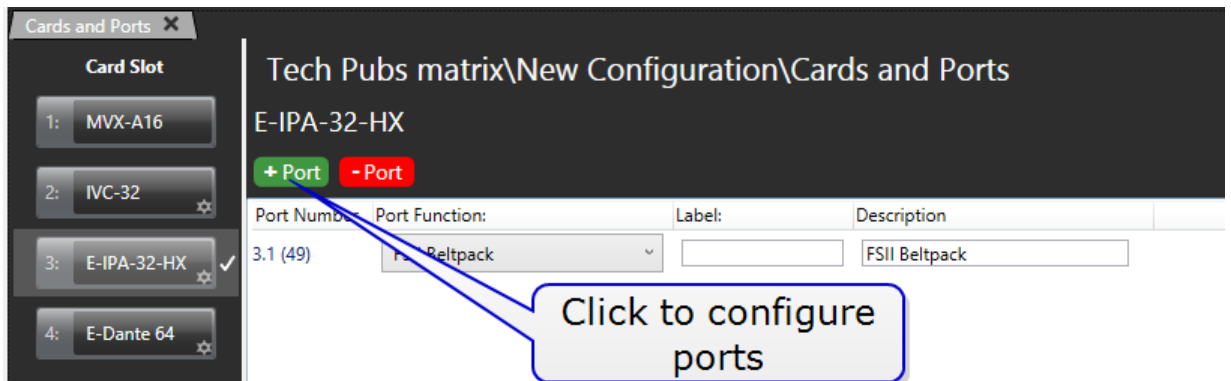 Cards and Ports
Card Slot
1: MVX-A16
2: IVC-32
3: E-IPA-32-HX
4: E-Dante 64
Tech Pubs matrix\New Configuration\Cards and Ports
E-IPA-32-HX
+ Port - Port
Port Number Port Function: Label: Description
3.1 (49) FSII Beltpack FSII Beltpack
Click to configure
ports